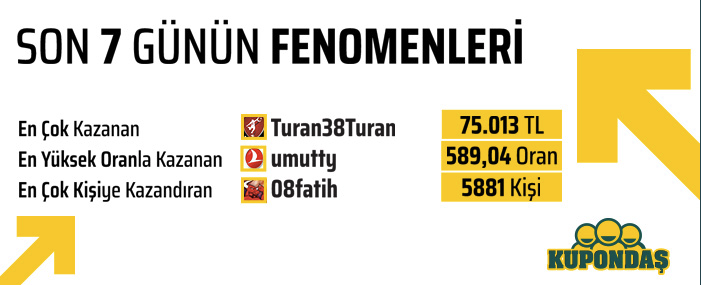 SON 7 GÜNÜN FENOMENLERİ
En Çok Kazanan Turan38Turan 75.013 TL
En Yüksek Oranla Kazanan umutty 589,04 Oran
En Çok Kişiye Kazandıran 08fatih 5881 Kişi
KUPONDAŞ